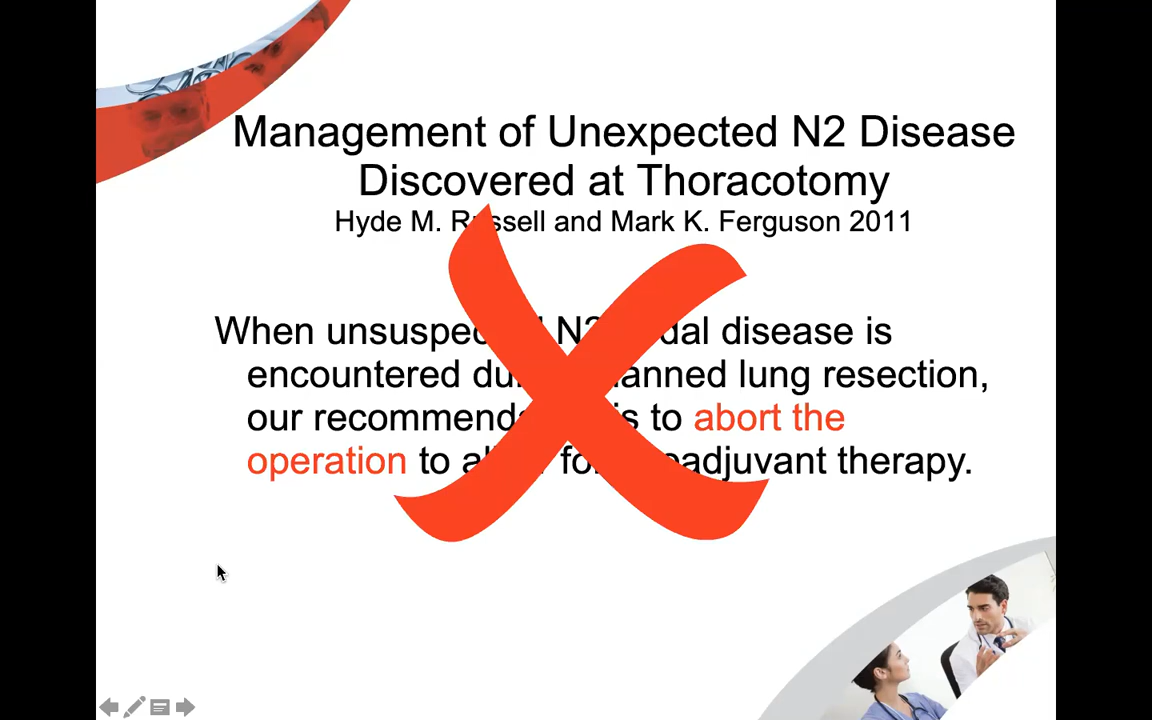 Management of Unexpected N2 Disease
Discovered at Thoracotomy
Hyde M. Russell and Mark K. Ferguson 2011
When unsuspected N2 nodal disease is
encountered during planned lung resection,
our recommendation is to abort the
operation to allow for neoadjuvant therapy.